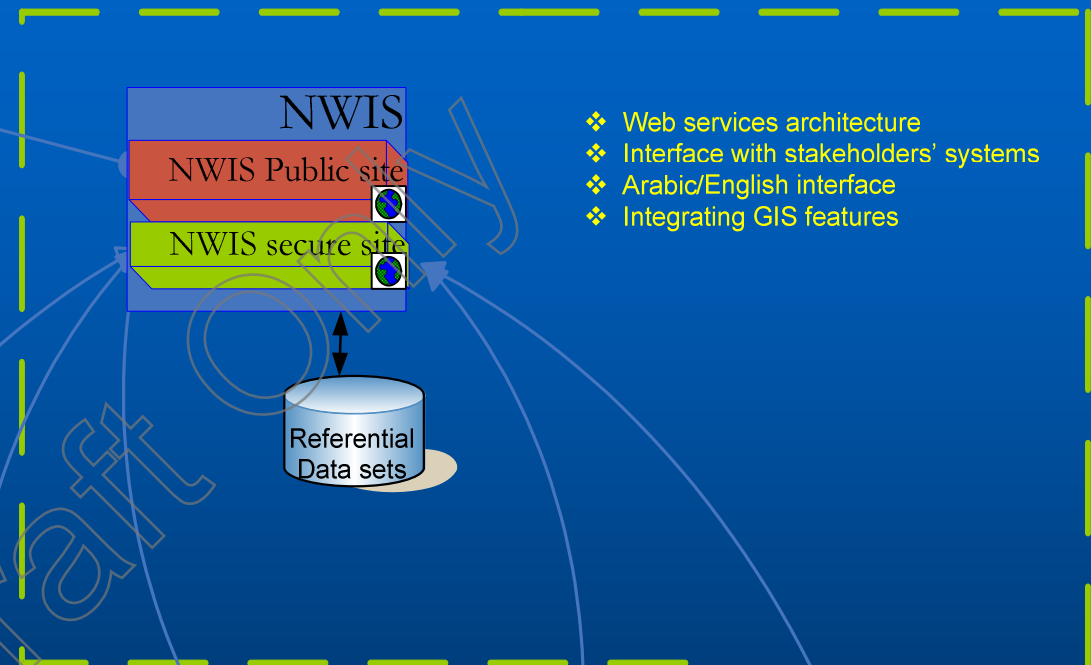 NWIS
NWIS Public site
NWIS secure site
Referential
Data sets
❖ Web services architecture
❖ Interface with stakeholders’ systems
❖ Arabic/English interface
❖ Integrating GIS features
aft Only